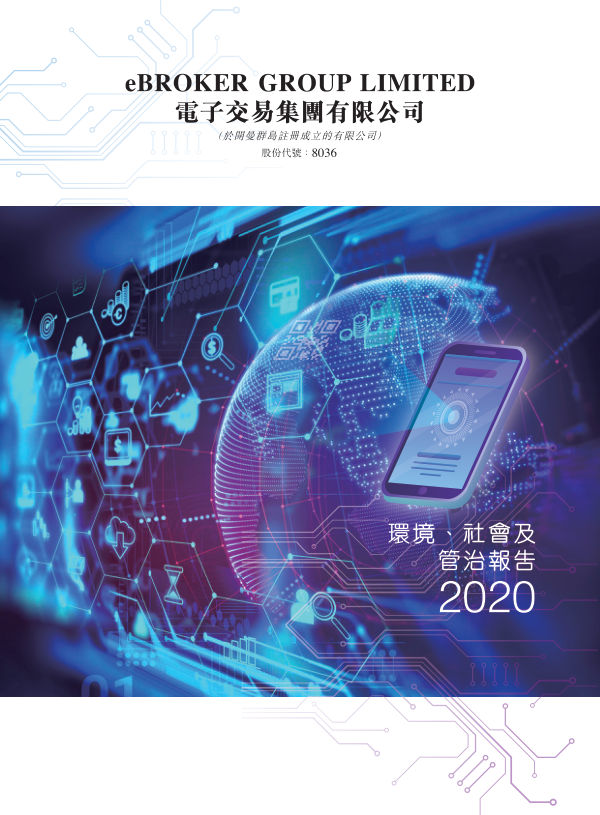 eBROKER GROUP LIMITED
電子交易集團有限公司
（於開曼群島註冊成立的有限公司）
股份代號：8036
環境、社會及
管治報告
2020
01